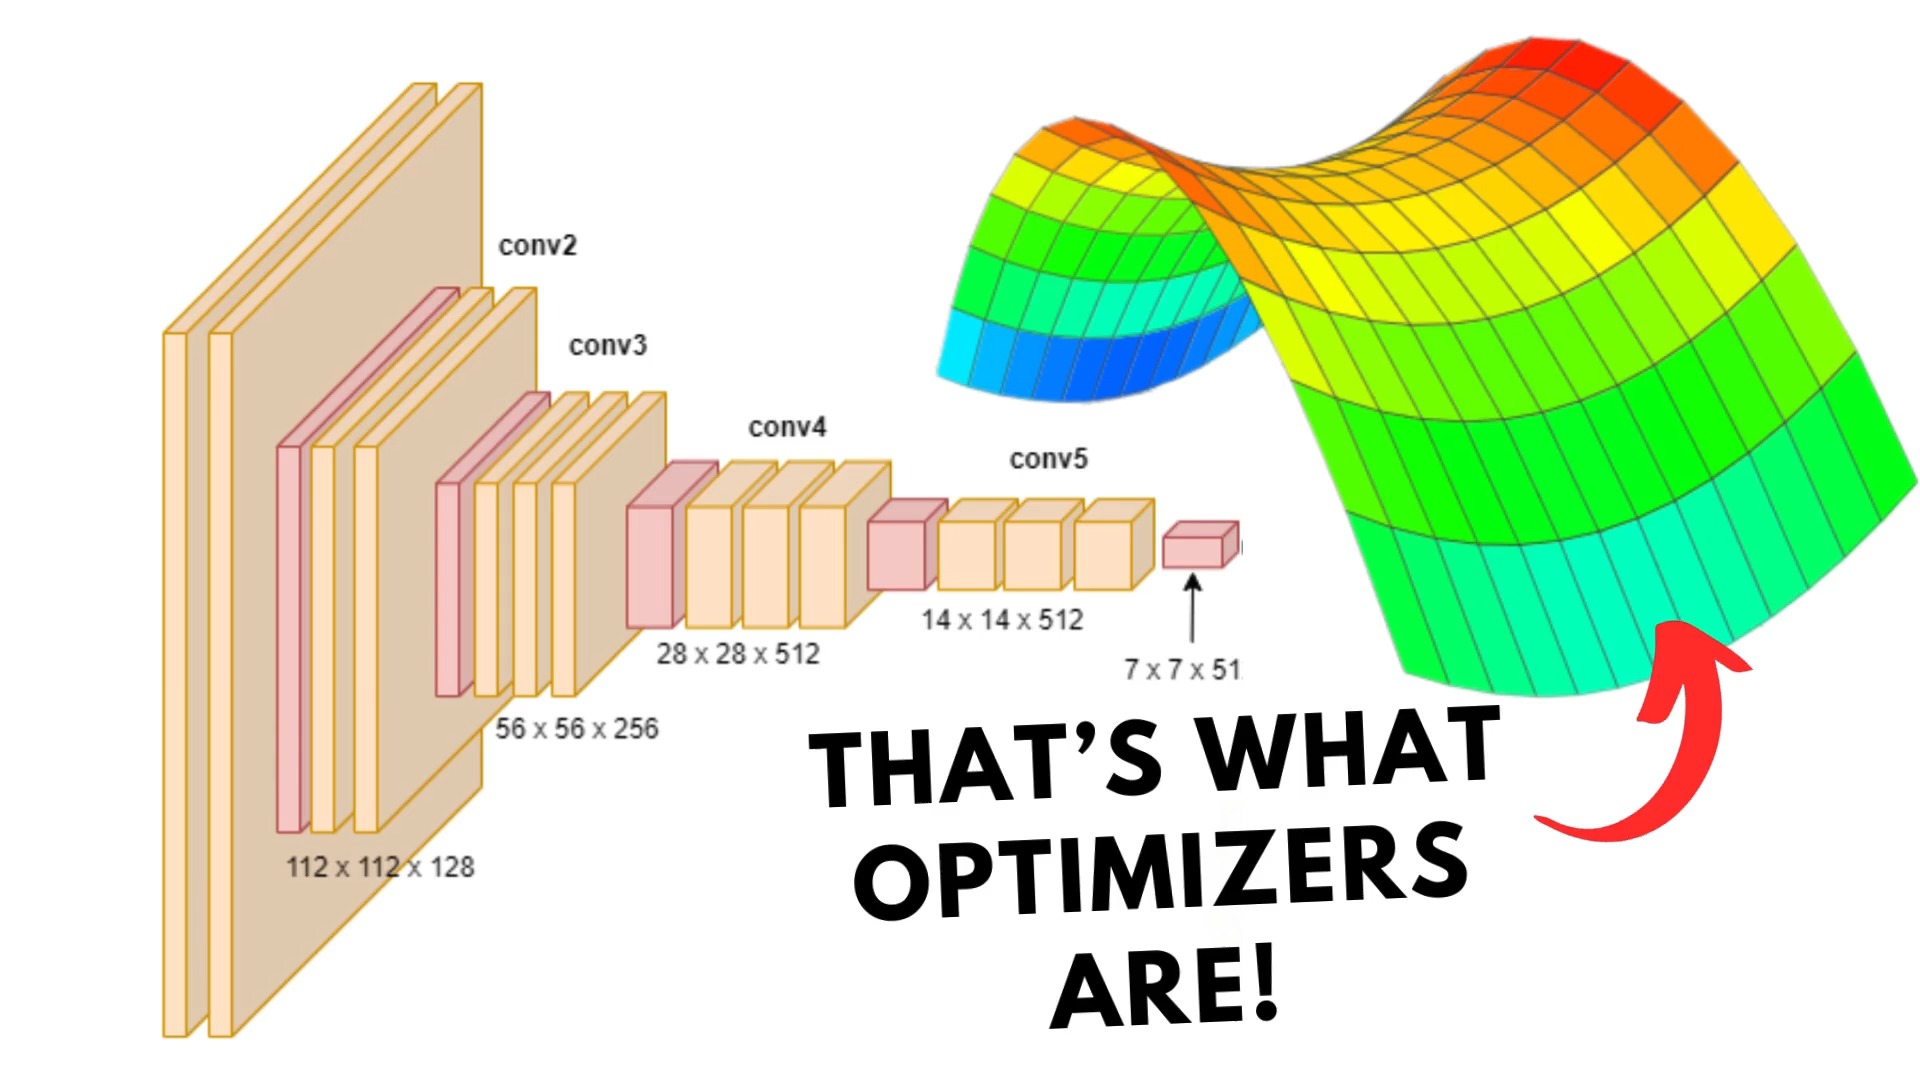 conv2
conv3
conv4
conv5
14 x 14 x 512
28 x 28 x 512
7 x 7 x 51
56 x 56 x 256
112 x 112 x 128
THAT'S WHAT
OPTIMIZERS
ARE!